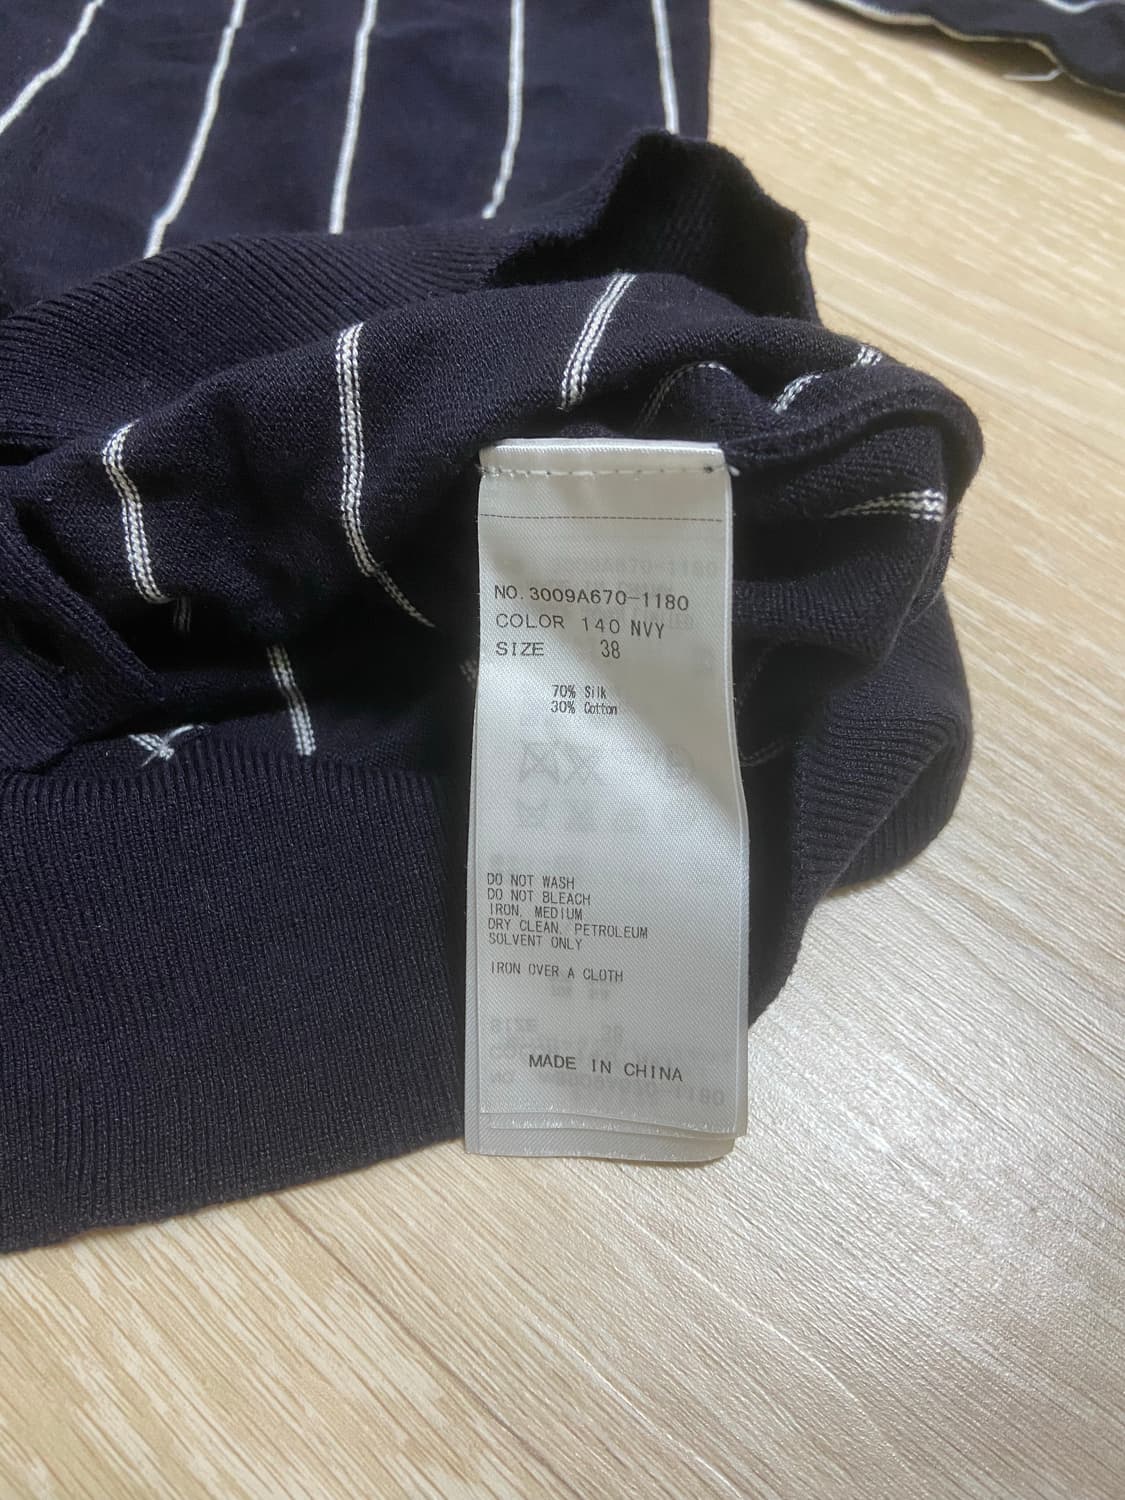 NO.3009A670-1180
COLOR 140 NVY
SIZE 38
70% Silk
30% Cotton
DO NOT WASH
DO NOT BLEACH
IRON, MEDIUM
DRY CLEAN, PETROLEUM
SOLVENT ONLY
IRON OVER A CLOTH
MADE IN CHINA